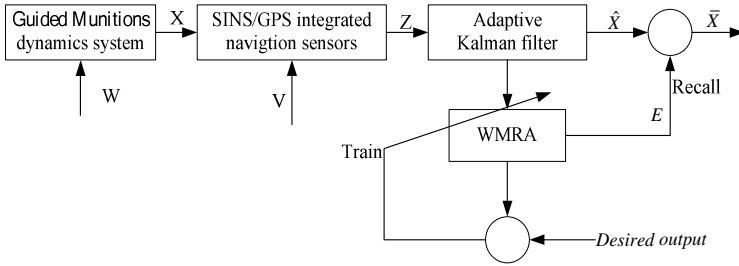 Guided Munitions
dynamics system
X
SINS/GPS integrated
navigtion sensors
Z
Adaptive
Kalman filter
X̂
X̄
W
V
Recall
E
WMRA
Train
Desired output